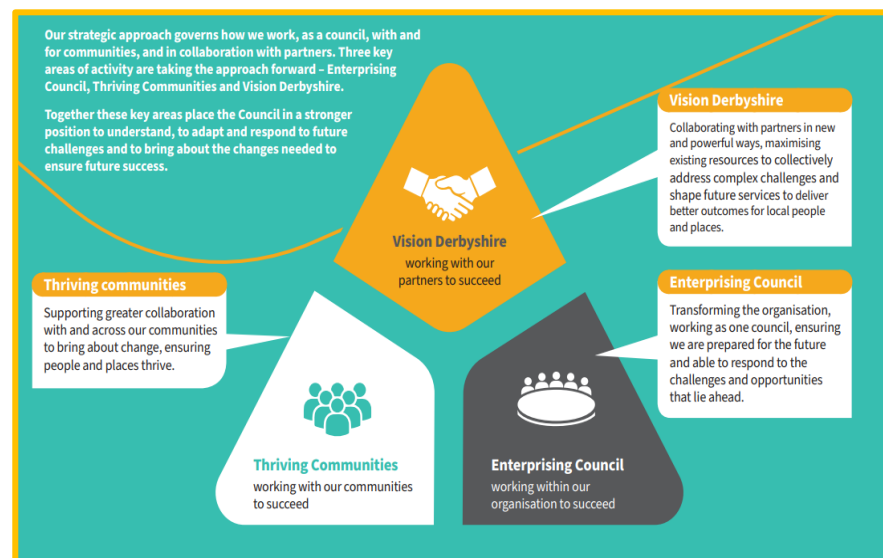 Our strategic approach governs how we work, as a council, with and
for communities, and in collaboration with partners. Three key
areas of activity are taking the approach forward – Enterprising
Council, Thriving Communities and Vision Derbyshire.
Together these key areas place the Council in a stronger
position to understand, to adapt and respond to future
challenges and to bring about the changes needed to
ensure future success.
Vision Derbyshire
Collaborating with partners in new
and powerful ways, maximising
existing resources to collectively
address complex challenges and
shape future services to deliver
better outcomes for local people
and places.
Vision Derbyshire
working with our
partners to succeed
Thriving communities
Supporting greater collaboration
with and across our communities
to bring about change, ensuring
people and places thrive.
Enterprising Council
Transforming the organisation,
working as one council, ensuring
we are prepared for the future
and able to respond to the
challenges and opportunities
that lie ahead.
Thriving Communities
working with our communities
to succeed
Enterprising Council
working within our
organisation to succeed